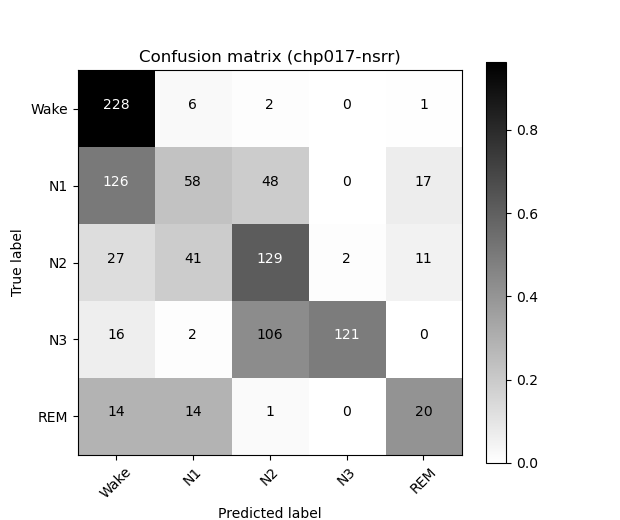 Confusion matrix (chp017-nsrr)
Wake 228 6 2 0 1
N1 126 58 48 0 17
N2 27 41 129 2 11
N3 16 2 106 121 0
REM 14 14 1 0 20
Wake N1 N2 N3 REM
Predicted label
True label
0.8
0.6
0.4
0.2
0.0